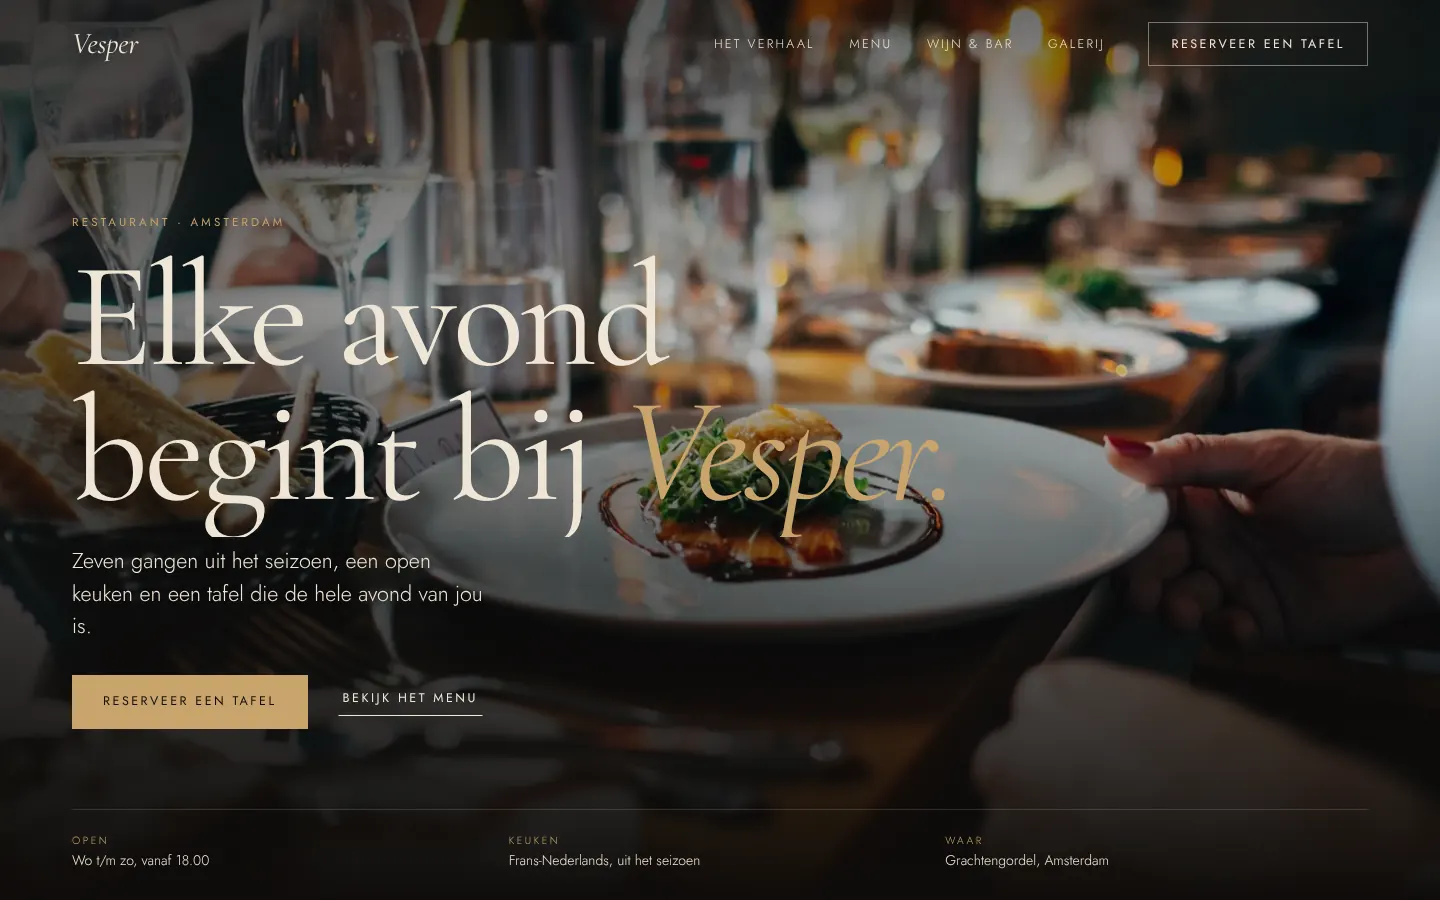 Vesper
HET VERHAAL
MENU
WIJN & BAR
GALERIJ
RESERVEER EEN TAFEL
RESTAURANT · AMSTERDAM
Elke avond
begint bij Vesper.
Zeven gangen uit het seizoen, een open
keuken en een tafel die de hele avond van jou
is.
RESERVEER EEN TAFEL
BEKIJK HET MENU
OPEN
Wo t/m zo, vanaf 18.00
KEUKEN
Frans-Nederlands, uit het seizoen
WAAR
Grachtengordel, Amsterdam